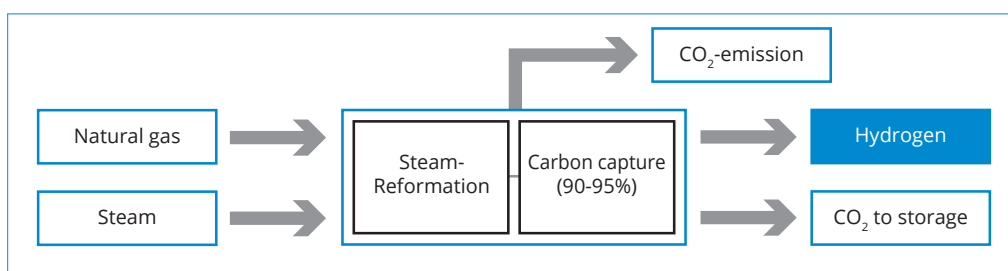 CO₂-emission
Natural gas
Steam-
Reformation
Carbon capture
(90-95%)
Hydrogen
Steam
CO₂ to storage